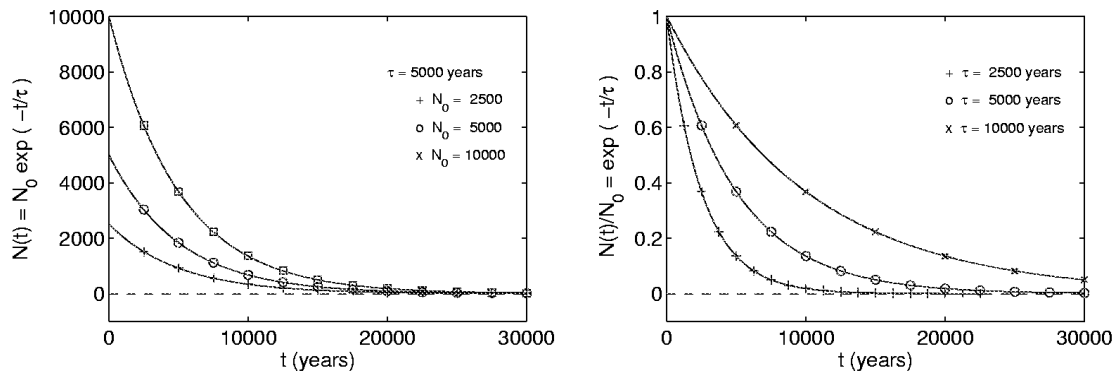 N(t) = N₀ exp ( −t/τ)
10000
8000
6000
4000
2000
0
τ = 5000 years
+ N₀ = 2500
o N₀ = 5000
× N₀ = 10000
0 10000 20000 30000
t (years)
N(t)/N₀ = exp ( −t/τ)
1
0.8
0.6
0.4
0.2
0
+ τ = 2500 years
o τ = 5000 years
× τ = 10000 years
0 10000 20000 30000
t (years)